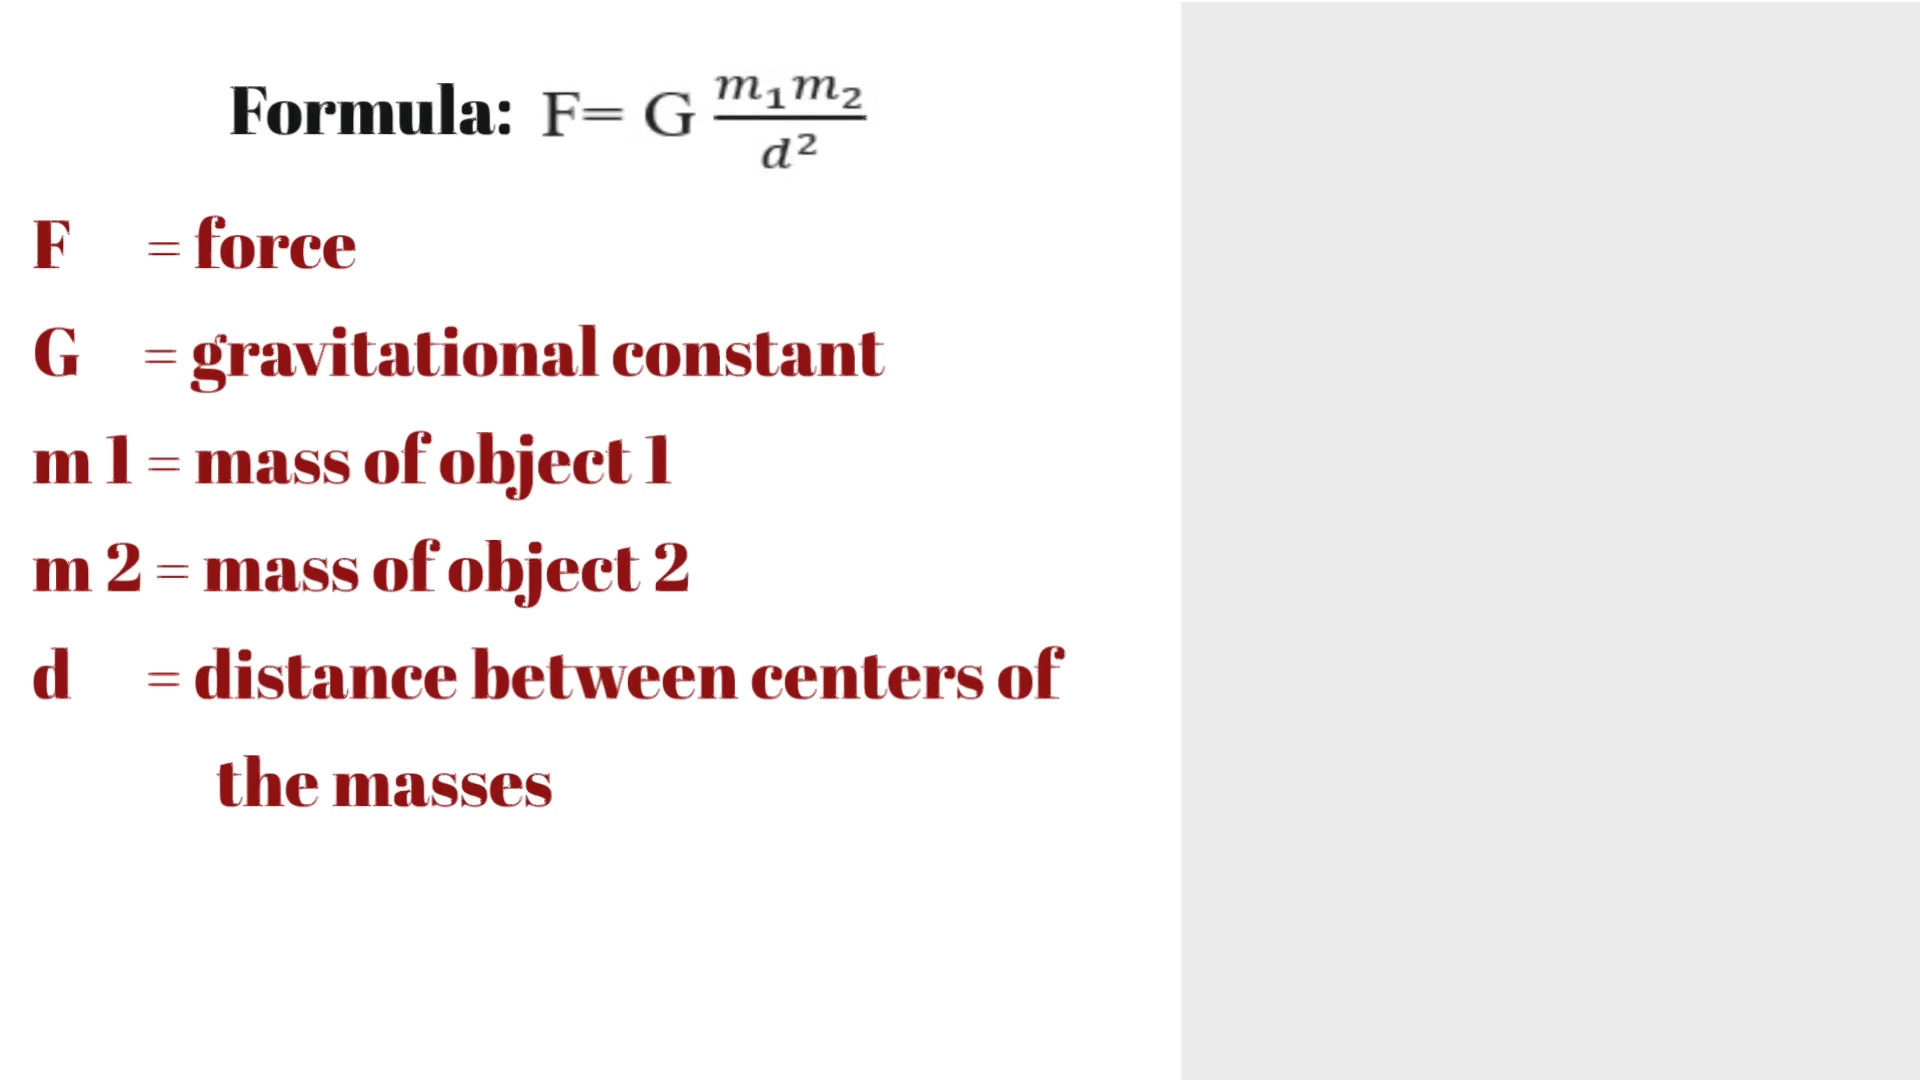 Formula: F= G m₁m₂/d²
F = force
G = gravitational constant
m 1 = mass of object 1
m 2 = mass of object 2
d = distance between centers of
the masses